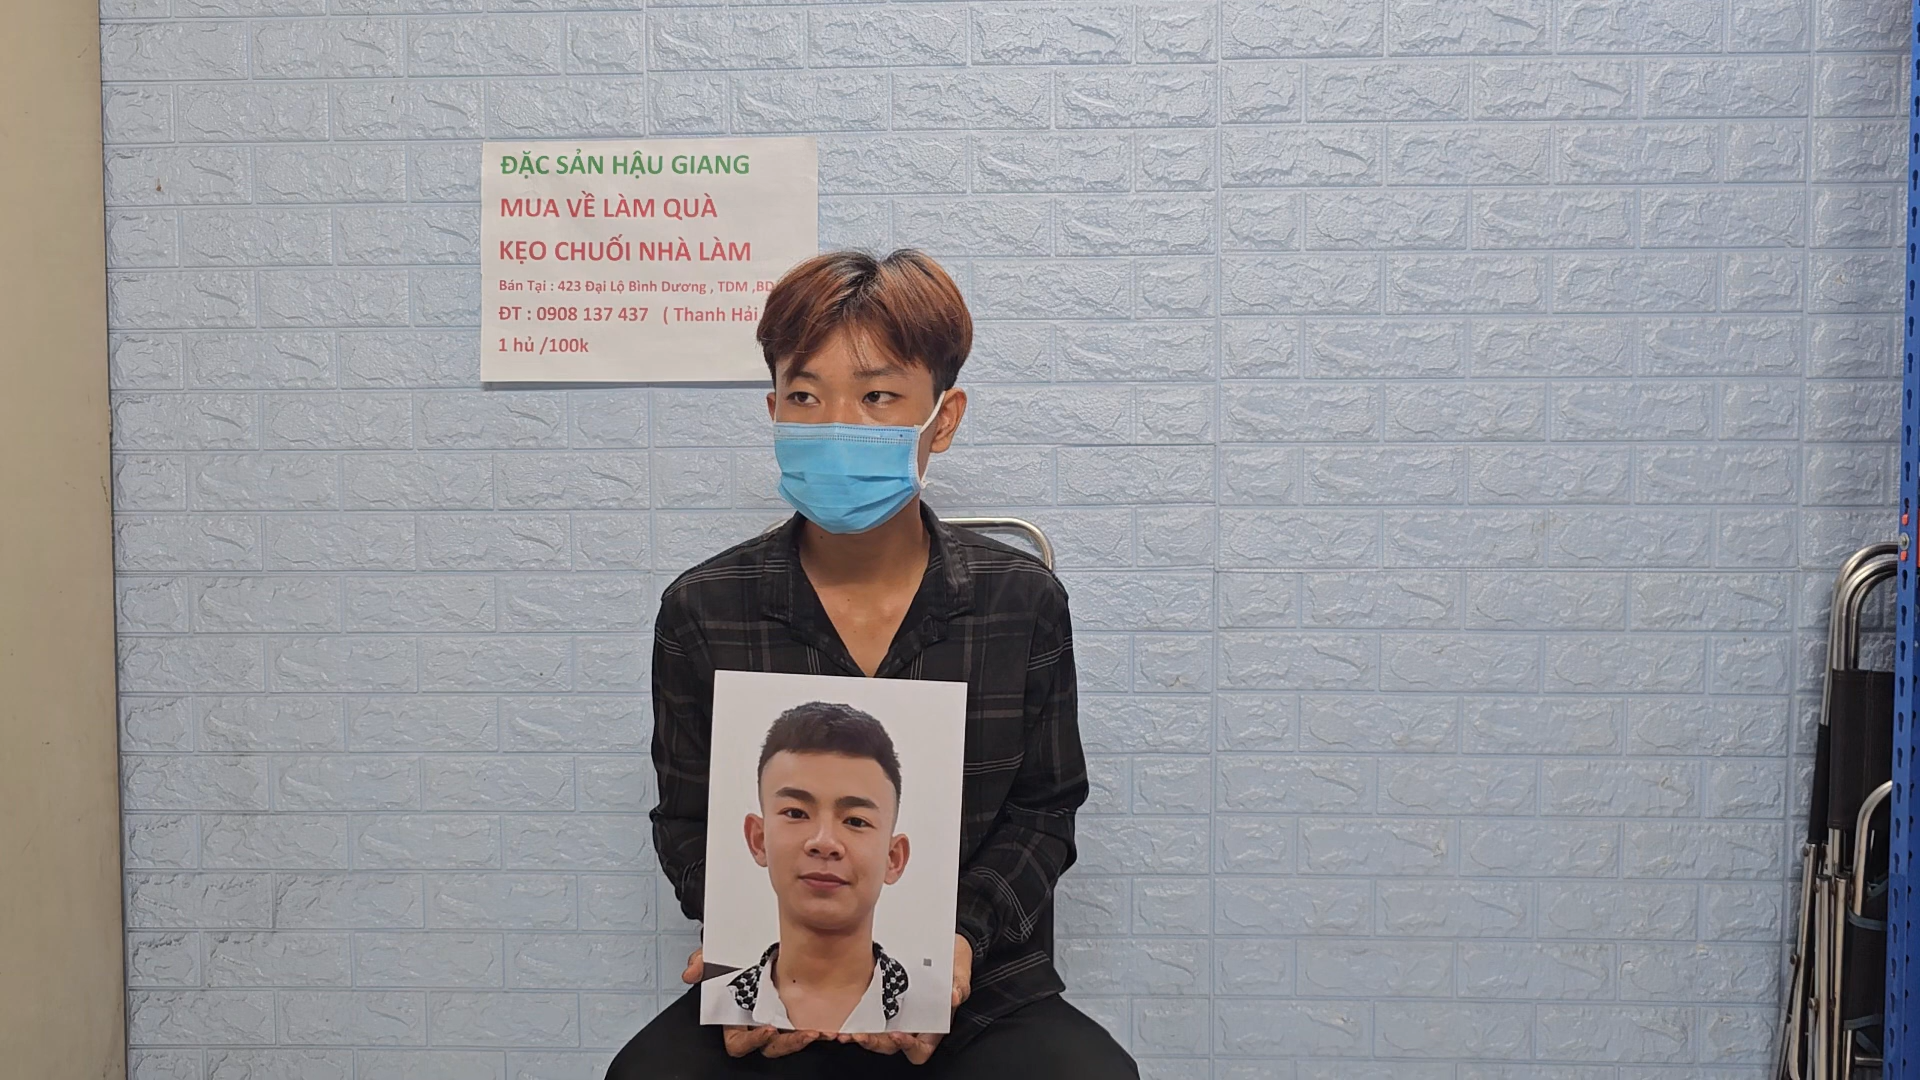 ĐẶC SẢN HẬU GIANG
MUA VỀ LÀM QUÀ
KẸO CHUỐI NHÀ LÀM
Bán Tại : 423 Đại Lộ Bình Dương , TDM ,BD
ĐT : 0908 137 437 ( Thanh Hải
1 hủ /100k